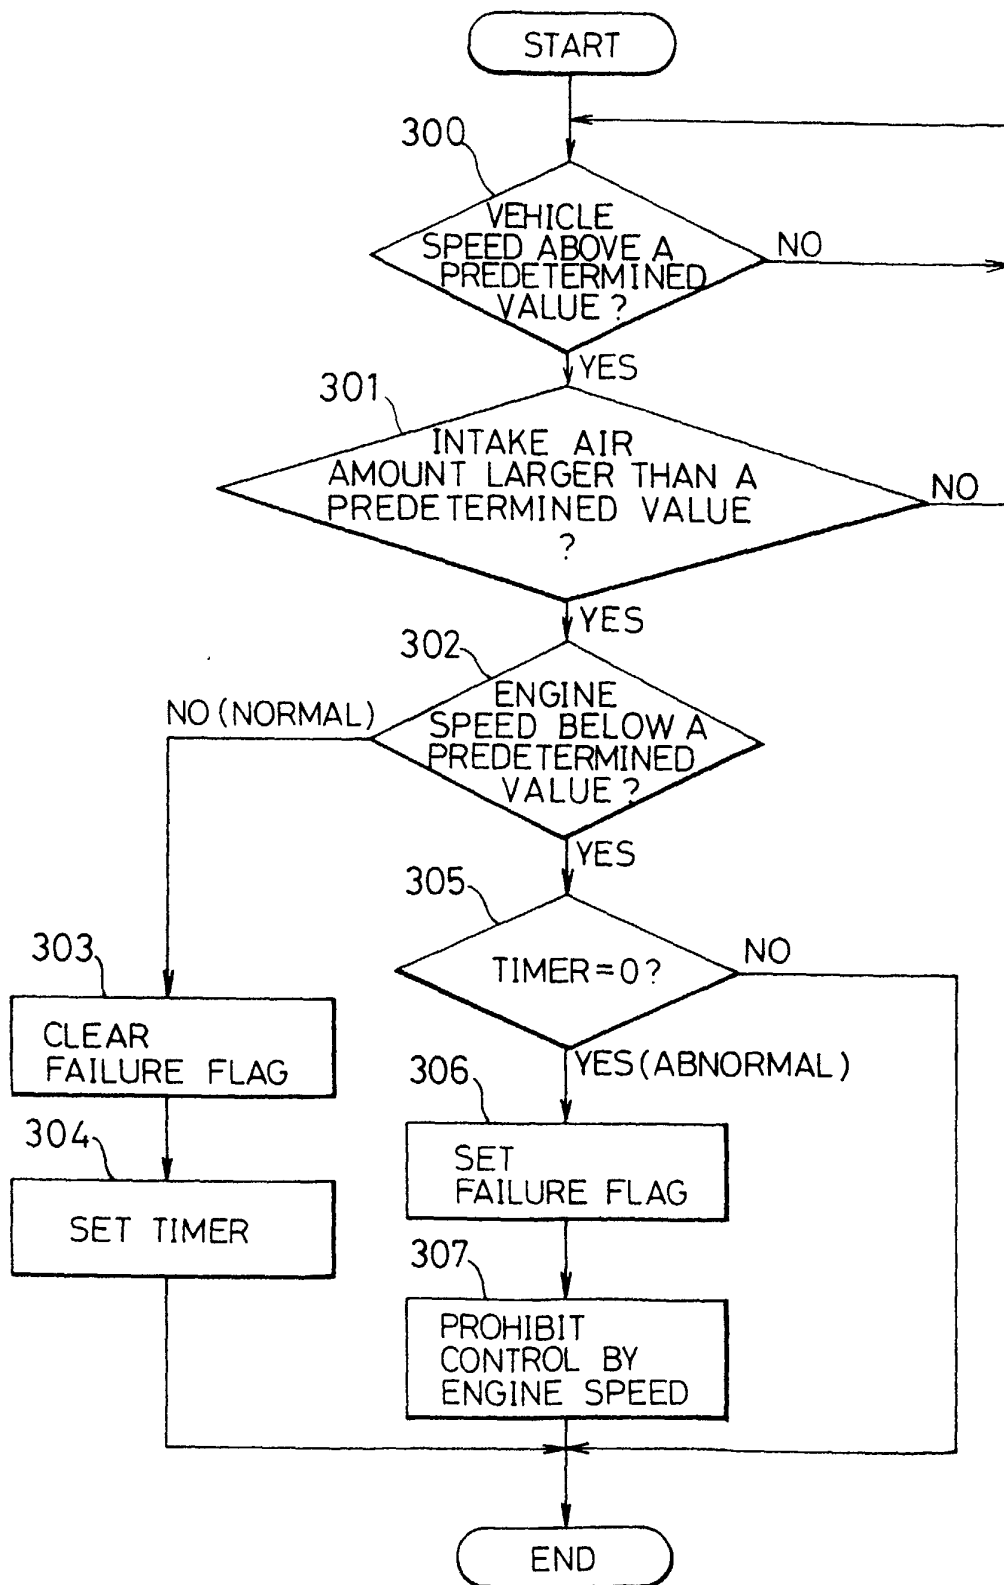 START
300
VEHICLE
SPEED ABOVE A
PREDETERMINED
VALUE?
NO
YES
301
INTAKE AIR
AMOUNT LARGER THAN A
PREDETERMINED VALUE
?
NO
YES
302
ENGINE
SPEED BELOW A
PREDETERMINED
VALUE?
NO (NORMAL)
YES
305
TIMER=0?
NO
303
CLEAR
FAILURE FLAG
YES (ABNORMAL)
306
SET
FAILURE FLAG
304
SET TIMER
307
PROHIBIT
CONTROL BY
ENGINE SPEED
END